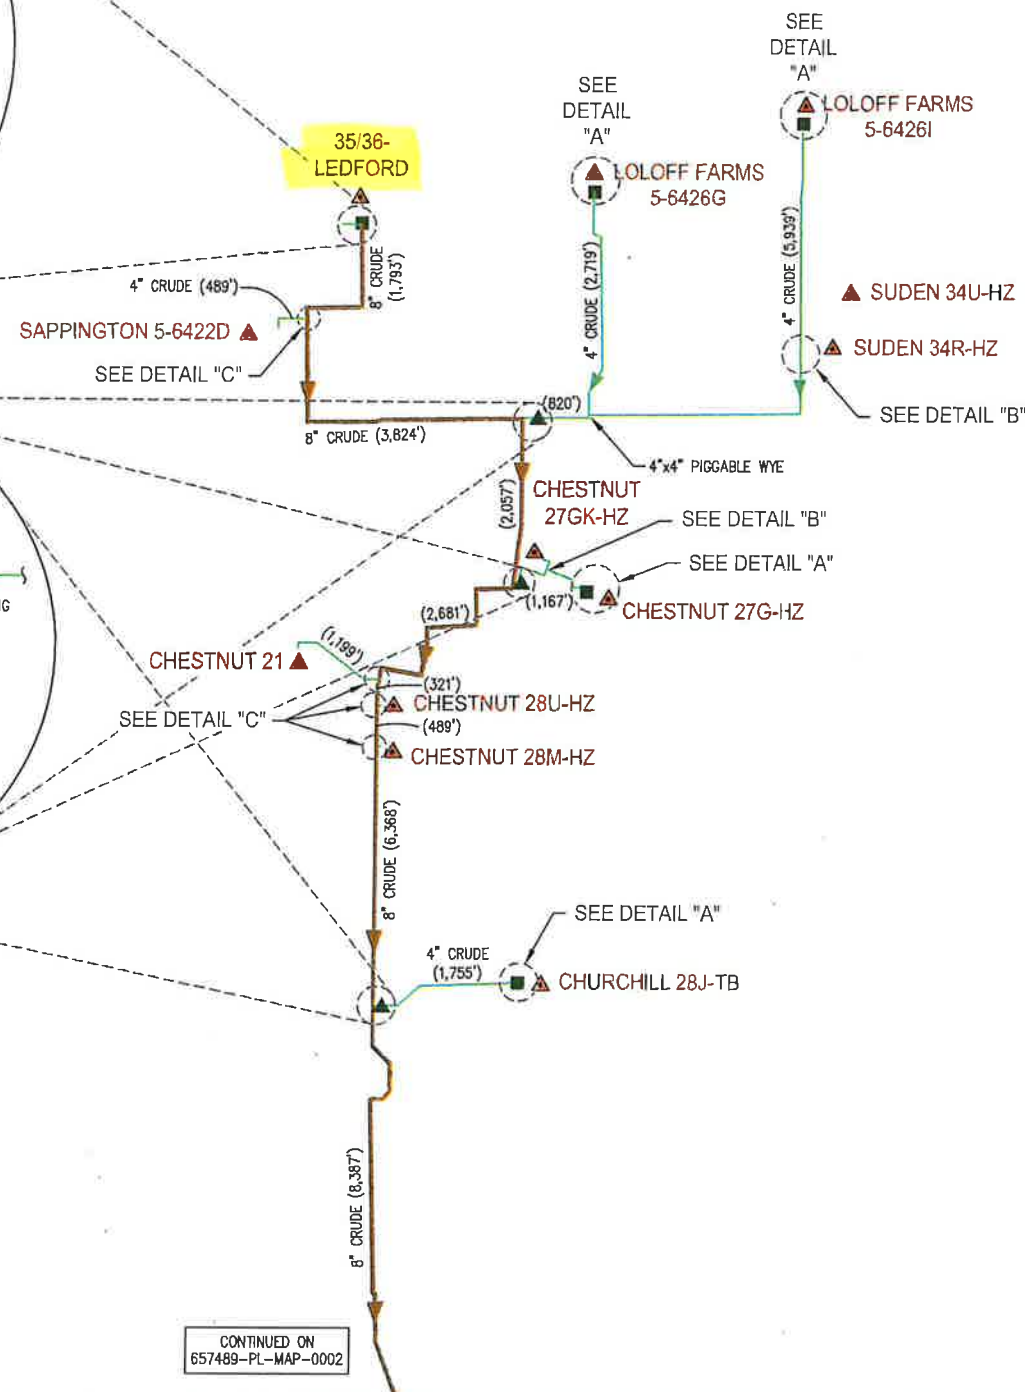 SEE
DETAIL
"A"
LOLOFF FARMS
5-6426I
SEE
DETAIL
"A"
LOLOFF FARMS
5-6426G
35/36-
LEDFORD
8" CRUDE
(1,793')
4" CRUDE (2,719')
4" CRUDE (5,939')
4" CRUDE (489')
SUDEN 34U-HZ
SAPPINGTON 5-6422D
SUDEN 34R-HZ
SEE DETAIL "C"
(820')
SEE DETAIL "B"
8" CRUDE (3,824')
4"x4" PIGGABLE WYE
(2,057')
CHESTNUT
27GK-HZ
SEE DETAIL "B"
SEE DETAIL "A"
G
(1,167')
CHESTNUT 27G-HZ
(2,681')
(1,199')
CHESTNUT 21
(321')
CHESTNUT 28U-HZ
SEE DETAIL "C"
(489')
CHESTNUT 28M-HZ
8" CRUDE (6,368')
SEE DETAIL "A"
4" CRUDE
(1,755')
CHURCHILL 28J-TB
8" CRUDE (8,387')
CONTINUED ON
657489-PL-MAP-0002